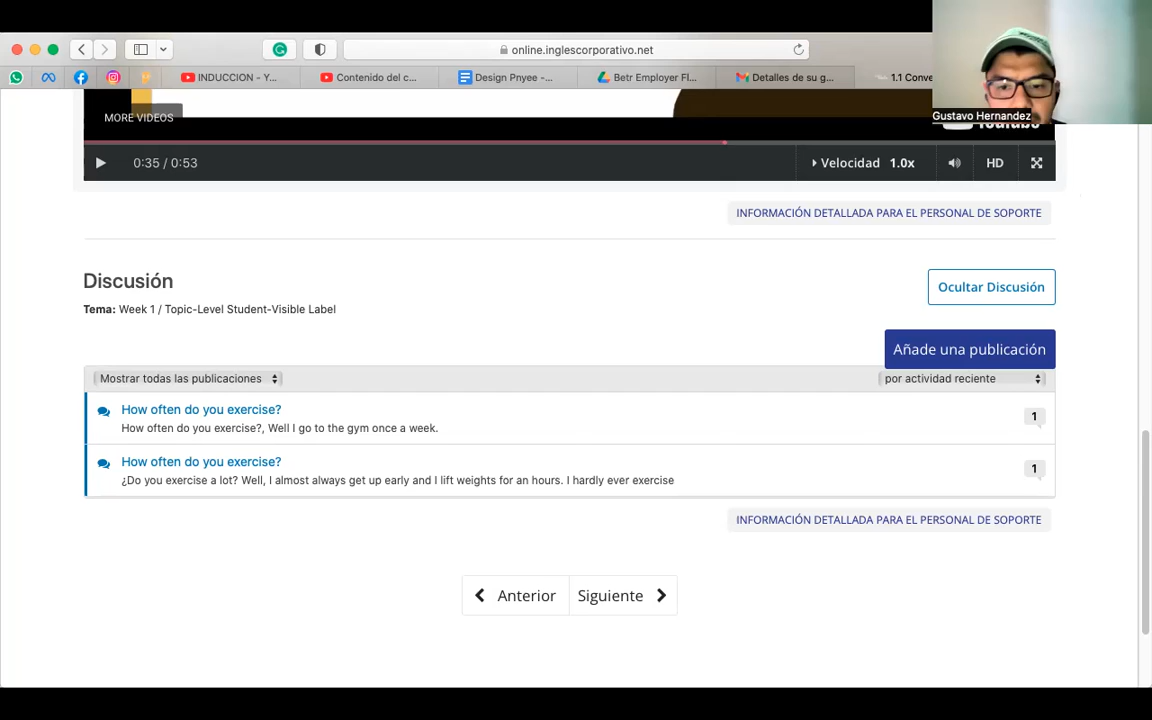 online.inglescorporativo.net
INDUCCION - Y...
Contenido del c...
Design Pnyee -...
Betr Employer Fl...
Detalles de su g...
1.1 Conve
Gustavo Hernandez
MORE VIDEOS
0:35 / 0:53
Velocidad 1.0x
HD
INFORMACIÓN DETALLADA PARA EL PERSONAL DE SOPORTE
Discusión
Ocultar Discusión
Tema: Week 1 / Topic-Level Student-Visible Label
Añade una publicación
Mostrar todas las publicaciones
por actividad reciente
How often do you exercise?
How often do you exercise?, Well I go to the gym once a week.
1
How often do you exercise?
¿Do you exercise a lot? Well, I almost always get up early and I lift weights for an hours. I hardly ever exercise
1
INFORMACIÓN DETALLADA PARA EL PERSONAL DE SOPORTE
Anterior
Siguiente